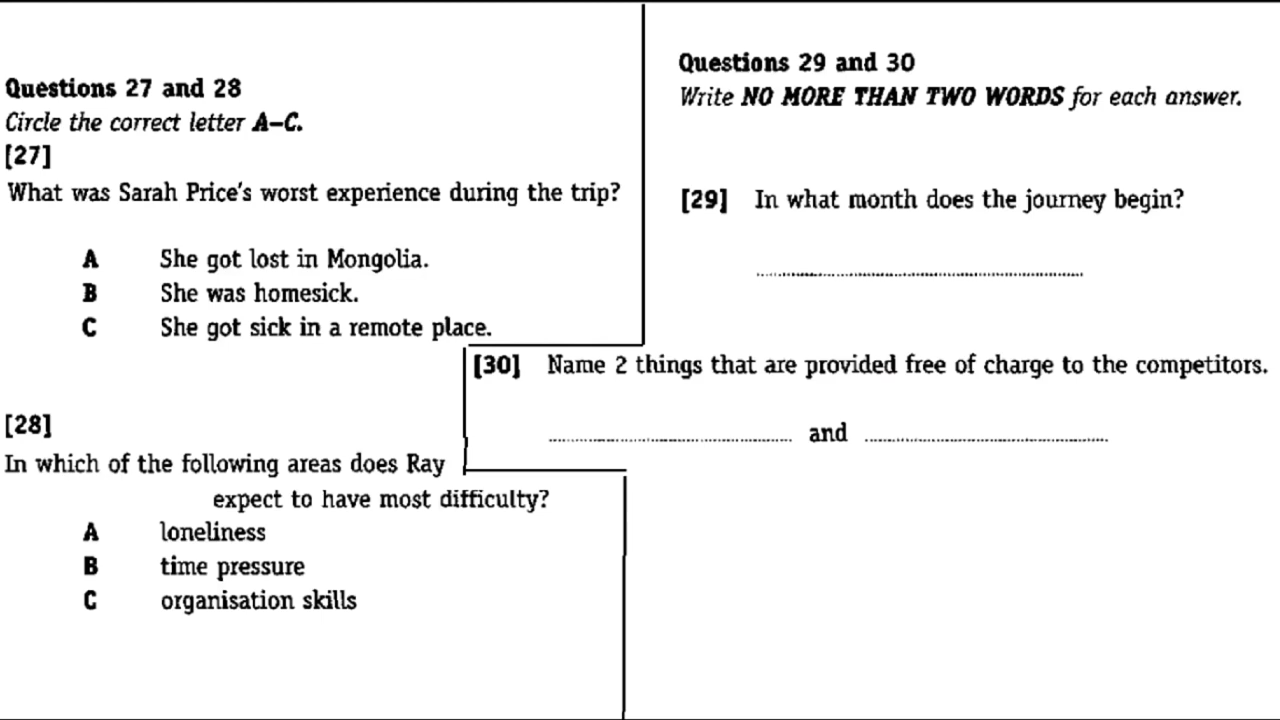 Questions 27 and 28
Circle the correct letter A–C.
[27]
What was Sarah Price's worst experience during the trip?
A She got lost in Mongolia.
B She was homesick.
C She got sick in a remote place.
[28]
In which of the following areas does Ray
expect to have most difficulty?
A loneliness
B time pressure
C organisation skills
Questions 29 and 30
Write NO MORE THAN TWO WORDS for each answer.
[29] In what month does the journey begin?
[30] Name 2 things that are provided free of charge to the competitors.
and